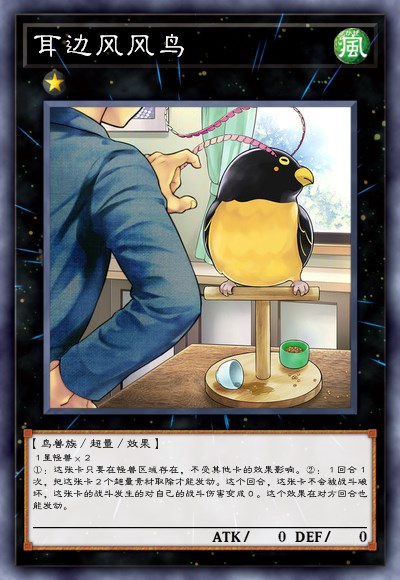 耳边风风鸟
風
【鸟兽族/超量/效果】
1星怪兽×2
①：这张卡只要在怪兽区域存在，不受其他卡的效果影响。②：1回合1
次，把这张卡2个超量素材取除才能发动。这个回合，这张卡不会被战斗破
坏，这张卡的战斗发生的对自己的战斗伤害变成0。这个效果在对方回合也
能发动。
ATK/ 0 DEF/ 0